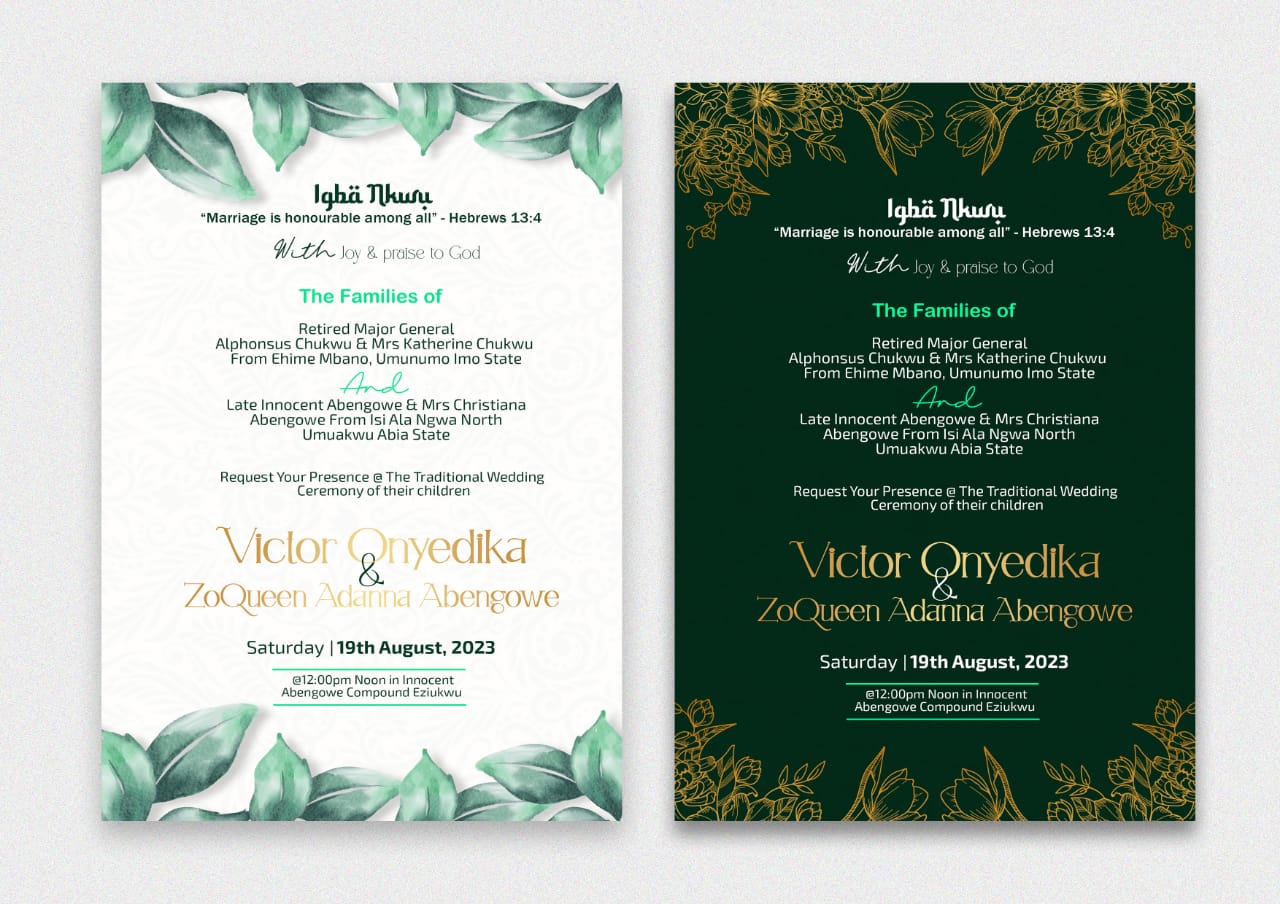 Igbä Nkwụ
“Marriage is honourable among all” - Hebrews 13:4
With Joy & praise to God
The Families of
Retired Major General
Alphonsus Chukwu & Mrs Katherine Chukwu
From Ehime Mbano, Umunumo Imo State
And
Late Innocent Abengowe & Mrs Christiana
Abengowe From Isi Ala Ngwa North
Umuakwu Abia State
Request Your Presence @ The Traditional Wedding
Ceremony of their children
Victor Onyedika
&
ZoQueen Adanna Abengowe
Saturday | 19th August, 2023
@12:00pm Noon in Innocent
Abengowe Compound Eziukwu
Igbä Nkwụ
“Marriage is honourable among all” - Hebrews 13:4
With Joy & praise to God
The Families of
Retired Major General
Alphonsus Chukwu & Mrs Katherine Chukwu
From Ehime Mbano, Umunumo Imo State
And
Late Innocent Abengowe & Mrs Christiana
Abengowe From Isi Ala Ngwa North
Umuakwu Abia State
Request Your Presence @ The Traditional Wedding
Ceremony of their children
Victor Onyedika
&
ZoQueen Adanna Abengowe
Saturday | 19th August, 2023
@12:00pm Noon in Innocent
Abengowe Compound Eziukwu